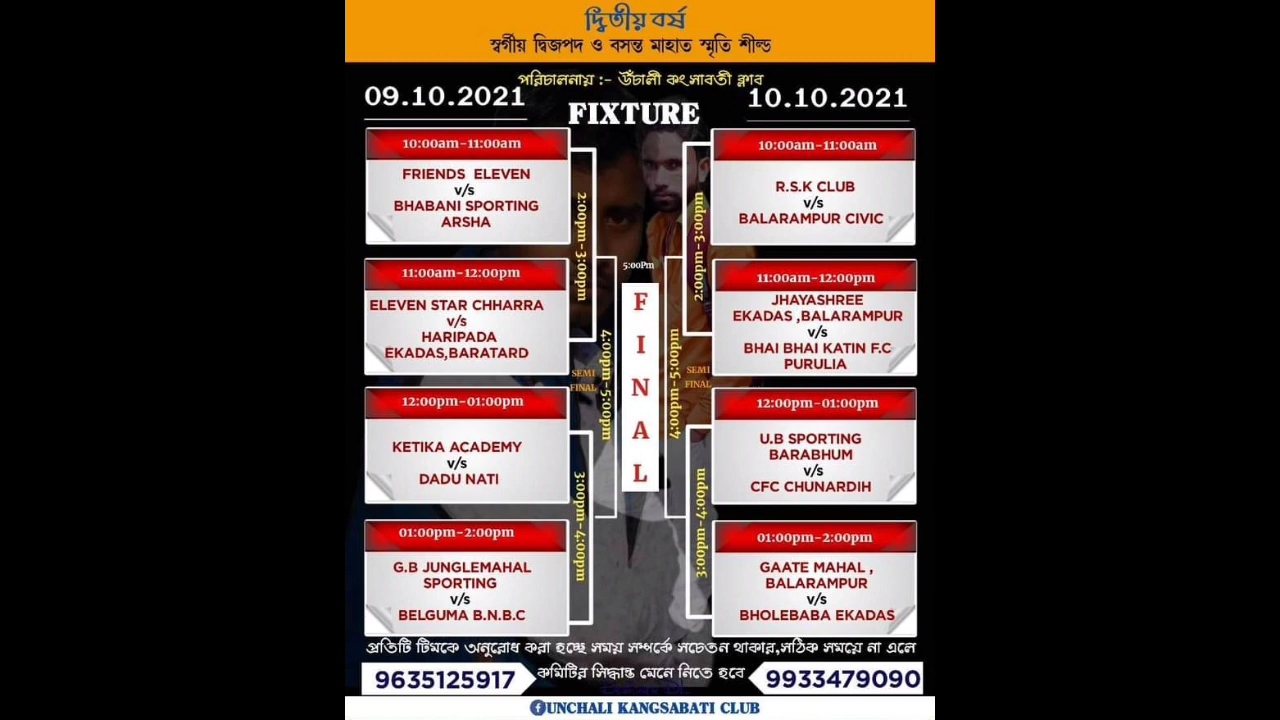 দ্বিতীয় বর্ষ
স্বর্গীয় দ্বিজপদ ও বসন্ত মাহাত স্মৃতি শীল্ড
পরিচালনায় :- উঁচালী কংসাবতী ক্লাব
09.10.2021
FIXTURE
10.10.2021
10:00am-11:00am
FRIENDS ELEVEN
v/s
BHABANI SPORTING
ARSHA
11:00am-12:00pm
ELEVEN STAR CHHARRA
v/s
HARIPADA
EKADAS,BARATARD
12:00pm-01:00pm
KETIKA ACADEMY
v/s
DADU NATI
01:00pm-2:00pm
G.B JUNGLEMAHAL
SPORTING
v/s
BELGUMA B.N.B.C
2:00pm-3:00pm
3:00pm-4:00pm
SEMI
FINAL
4:00pm-5:00pm
5:00Pm
FINAL
4:00pm-5:00pm
SEMI
FINAL
2:00pm-3:00pm
3:00pm-4:00pm
10:00am-11:00am
R.S.K CLUB
v/s
BALARAMPUR CIVIC
11:00am-12:00pm
JHAYASHREE
EKADAS ,BALARAMPUR
v/s
BHAI BHAI KATIN F.C
PURULIA
12:00pm-01:00pm
U.B SPORTING
BARABHUM
v/s
CFC CHUNARDIH
01:00pm-2:00pm
GAATE MAHAL ,
BALARAMPUR
v/s
BHOLEBABA EKADAS
প্রতিটি টিমকে অনুরোধ করা হচ্ছে সময় সম্পর্কে সচেতন থাকার,সঠিক সময়ে না এলে
কমিটির সিদ্ধান্ত মেনে নিতে হবে
9635125917
9933479090
UNCHALI KANGSABATI CLUB